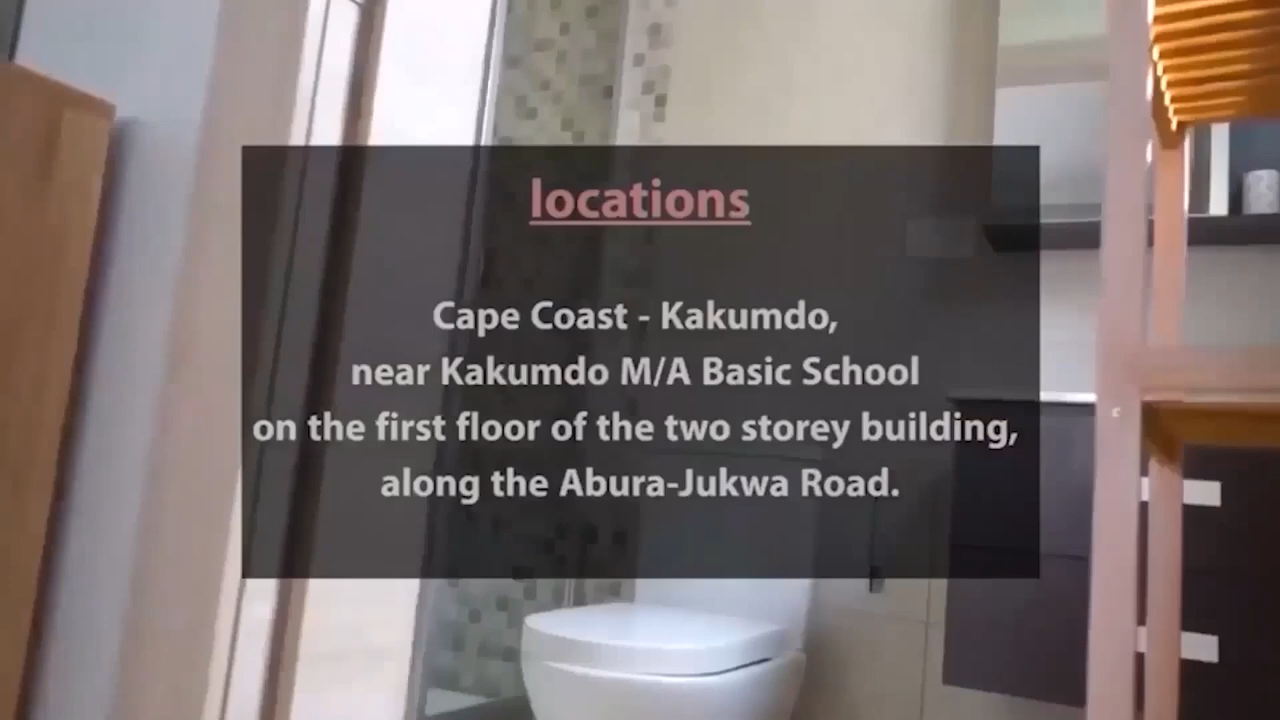 locations
Cape Coast - Kakumdo,
near Kakumdo M/A Basic School
on the first floor of the two storey building,
along the Abura-Jukwa Road.